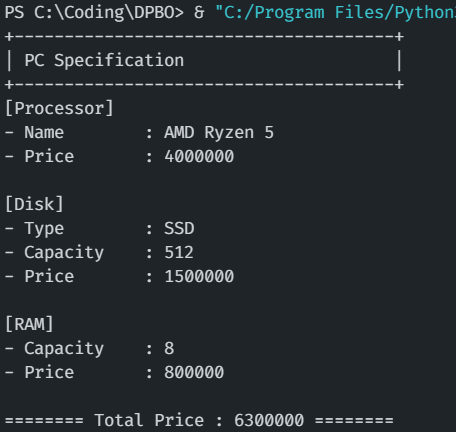 PS C:\Coding\DPBO> & "C:/Program Files/Python
+--------------------------------------+
| PC Specification                     |
+--------------------------------------+
[Processor]
- Name        : AMD Ryzen 5
- Price       : 4000000
[Disk]
- Type        : SSD
- Capacity    : 512
- Price       : 1500000
[RAM]
- Capacity    : 8
- Price       : 800000
======== Total Price : 6300000 ========